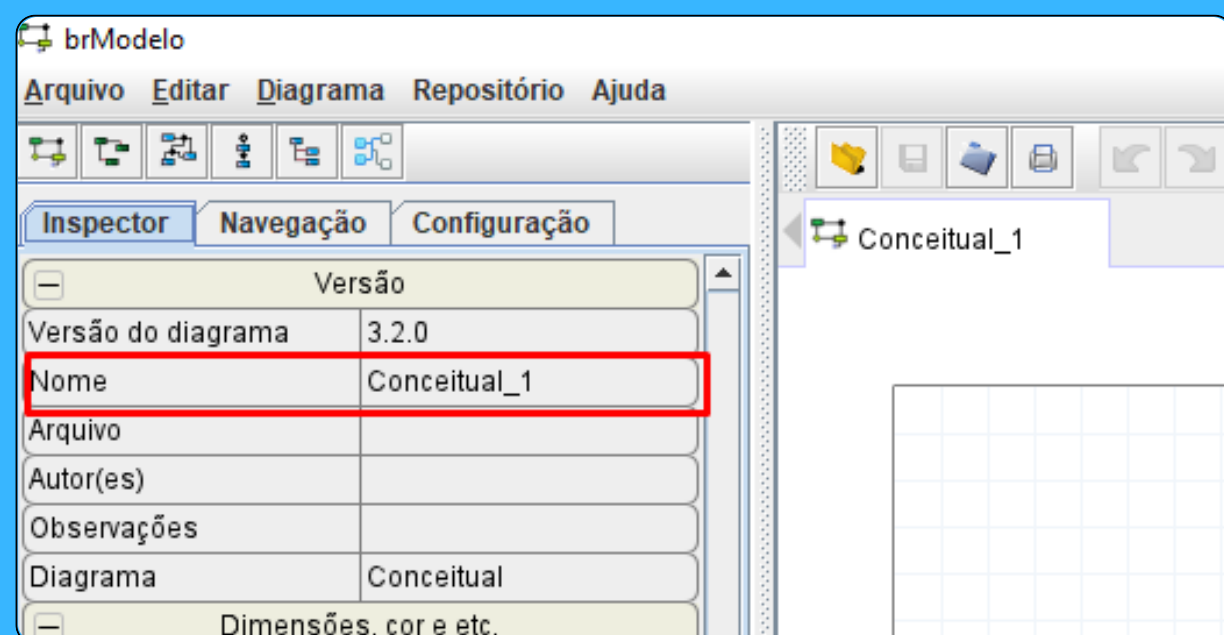 brModelo
Arquivo Editar Diagrama Repositório Ajuda
Inspector Navegação Configuração
Conceitual_1
Versão
Versão do diagrama 3.2.0
Nome Conceitual_1
Arquivo
Autor(es)
Observações
Diagrama Conceitual
Dimensões, cor e etc.